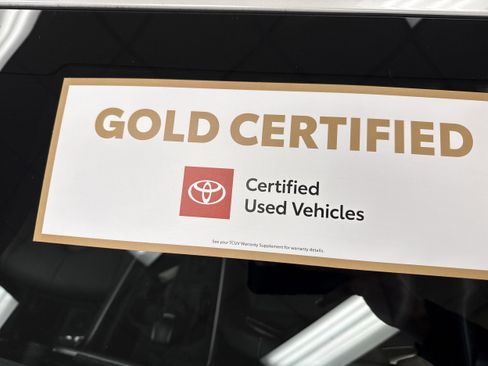 GOLD CERTIFIED
Certified
Used Vehicles
See your TCUV Warranty Supplement for warranty details.